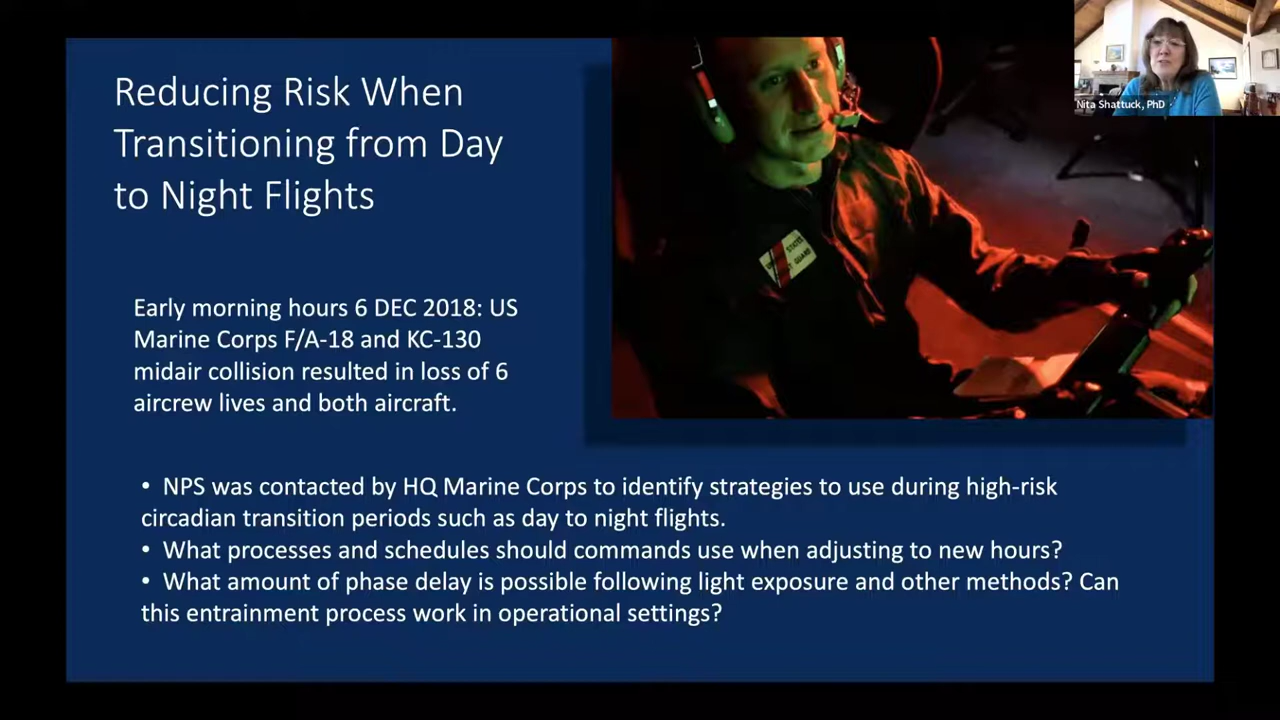 Reducing Risk When
Transitioning from Day
to Night Flights
Nita Shattuck, PhD
Early morning hours 6 DEC 2018: US
Marine Corps F/A-18 and KC-130
midair collision resulted in loss of 6
aircrew lives and both aircraft.
• NPS was contacted by HQ Marine Corps to identify strategies to use during high-risk
circadian transition periods such as day to night flights.
• What processes and schedules should commands use when adjusting to new hours?
• What amount of phase delay is possible following light exposure and other methods? Can
this entrainment process work in operational settings?